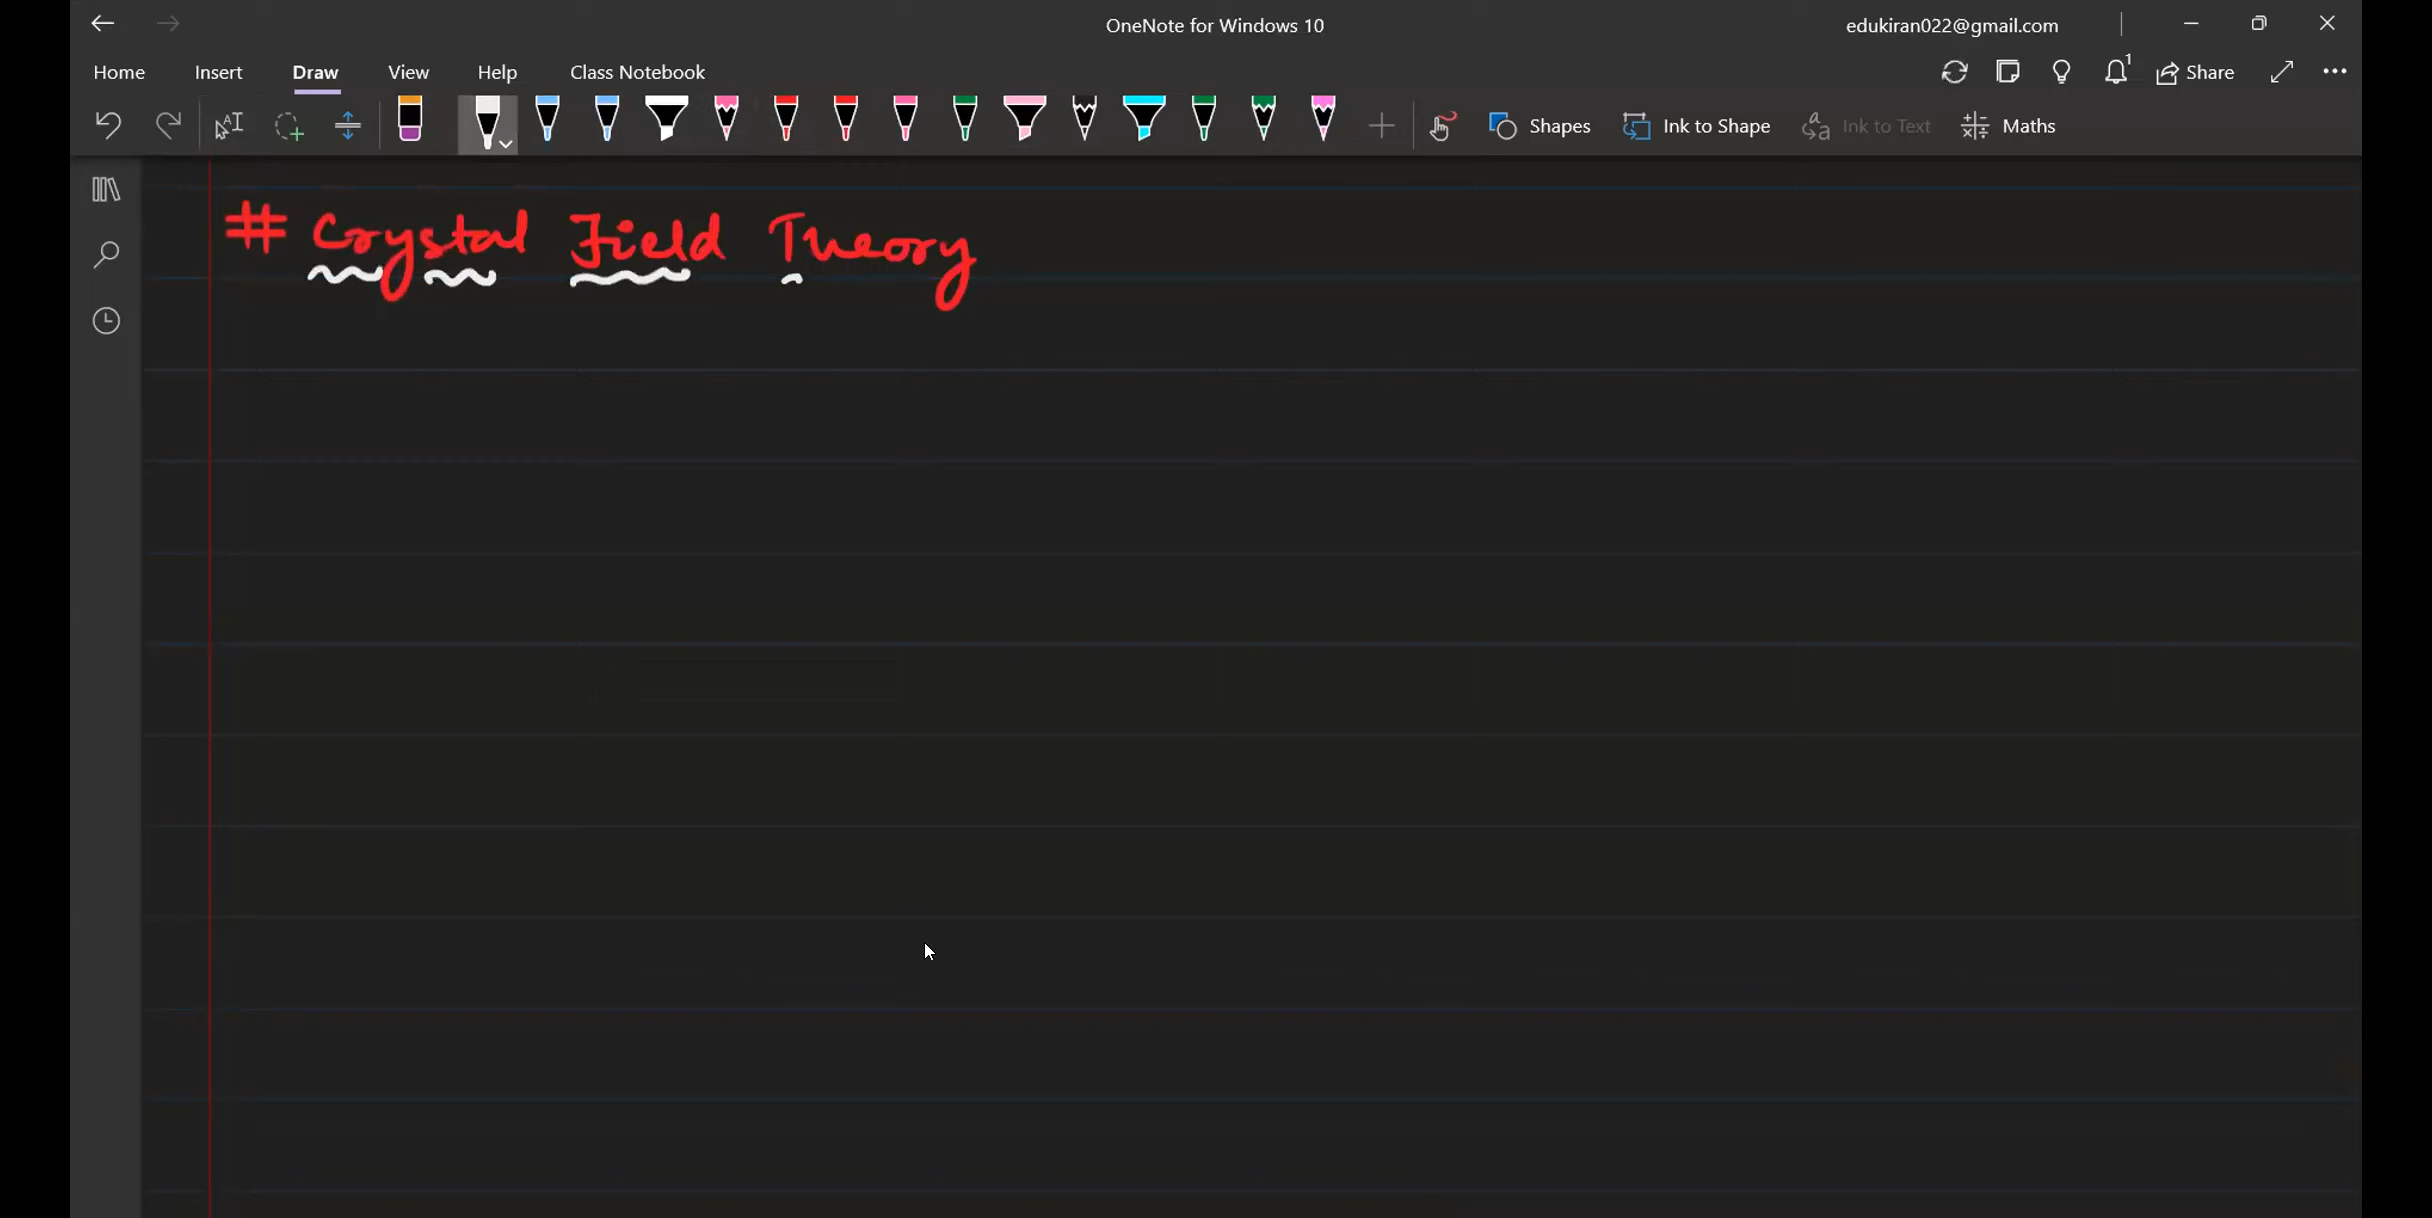 OneNote for Windows 10
edukiran022@gmail.com
Home Insert Draw View Help Class Notebook
1
Share
Shapes Ink to Shape Ink to Text Maths
# Crystal Field Theory